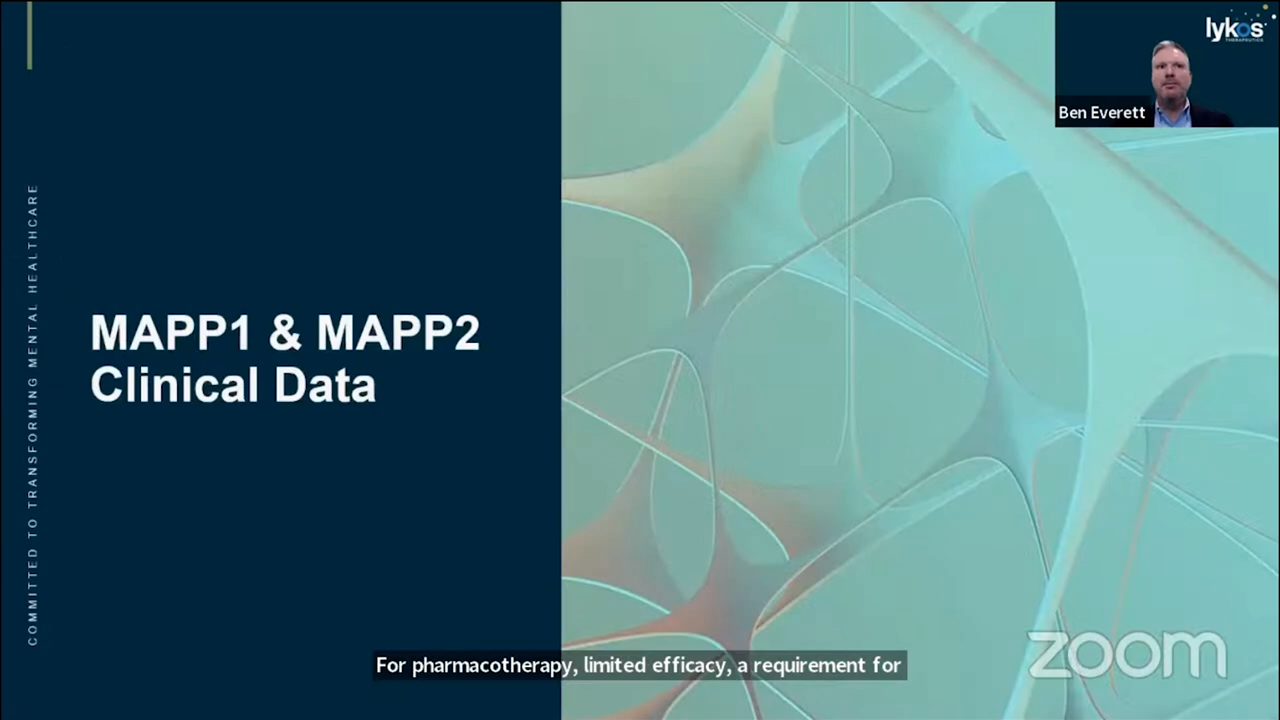 lykos
THERAPEUTICS
Ben Everett
COMMITTED TO TRANSFORMING MENTAL HEALTHCARE
MAPP1 & MAPP2
Clinical Data
For pharmacotherapy, limited efficacy, a requirement for
zoom